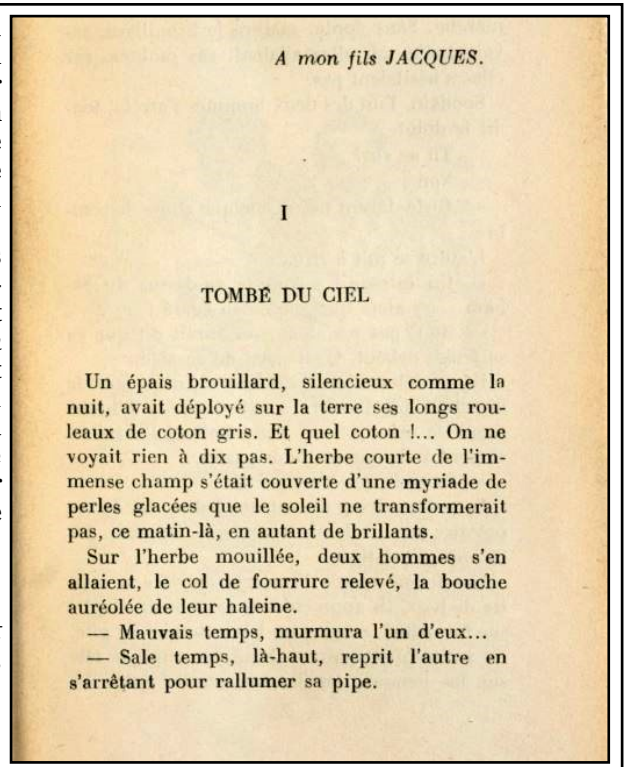 A mon fils JACQUES.
I
TOMBÉ DU CIEL
Un épais brouillard, silencieux comme la
nuit, avait déployé sur la terre ses longs rou-
leaux de coton gris. Et quel coton !... On ne
voyait rien à dix pas. L'herbe courte de l'im-
mense champ s'était couverte d'une myriade de
perles glacées que le soleil ne transformerait
pas, ce matin-là, en autant de brillants.
Sur l'herbe mouillée, deux hommes s'en
allaient, le col de fourrure relevé, la bouche
auréolée de leur haleine.
— Mauvais temps, murmura l'un d'eux...
— Sale temps, là-haut, reprit l'autre en
s'arrêtant pour rallumer sa pipe.